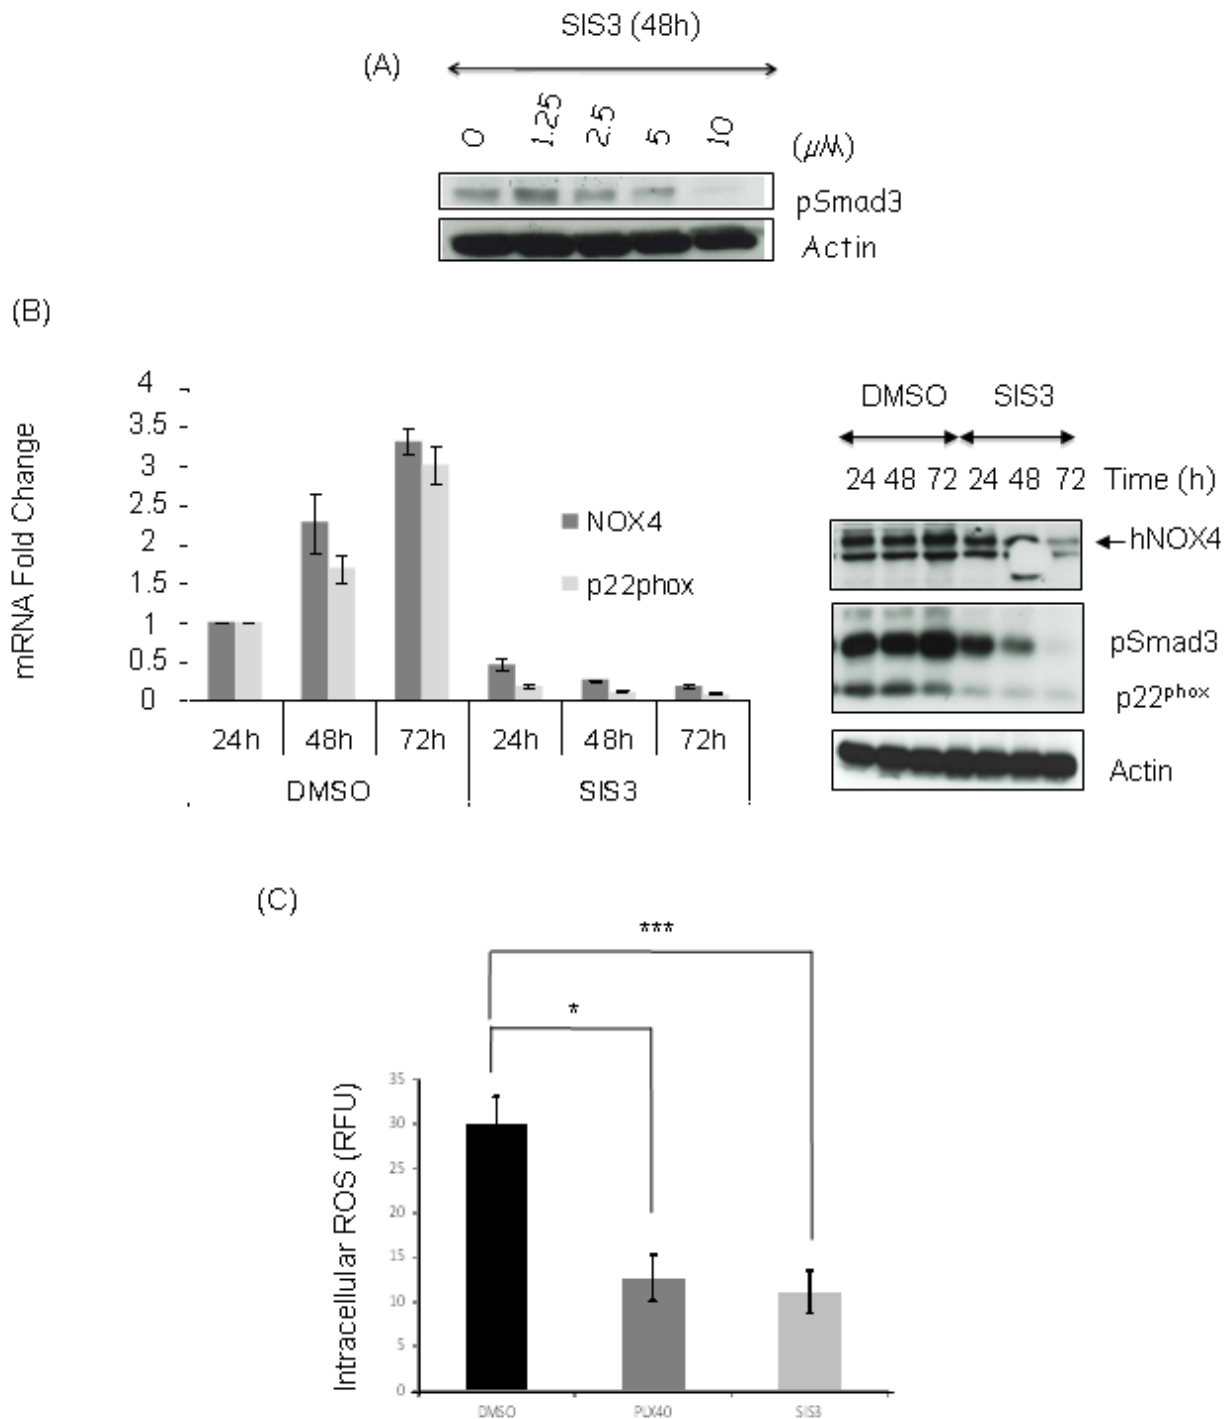 SIS3 (48h)
(A)
0 1.25 2.5 5 10 (µM)
pSmad3
Actin
(B)
mRNA Fold Change
4
3.5
3
2.5
2
1.5
1
0.5
0
NOX4
p22phox
24h 48h 72h 24h 48h 72h
DMSO SIS3
DMSO SIS3
24 48 72 24 48 72 Time (h)
hNOX4
pSmad3
p22phox
Actin
(C)
***
*
Intracellular ROS (RFU)
35
30
25
20
15
10
5
0
DMSO PLX40 SIS3